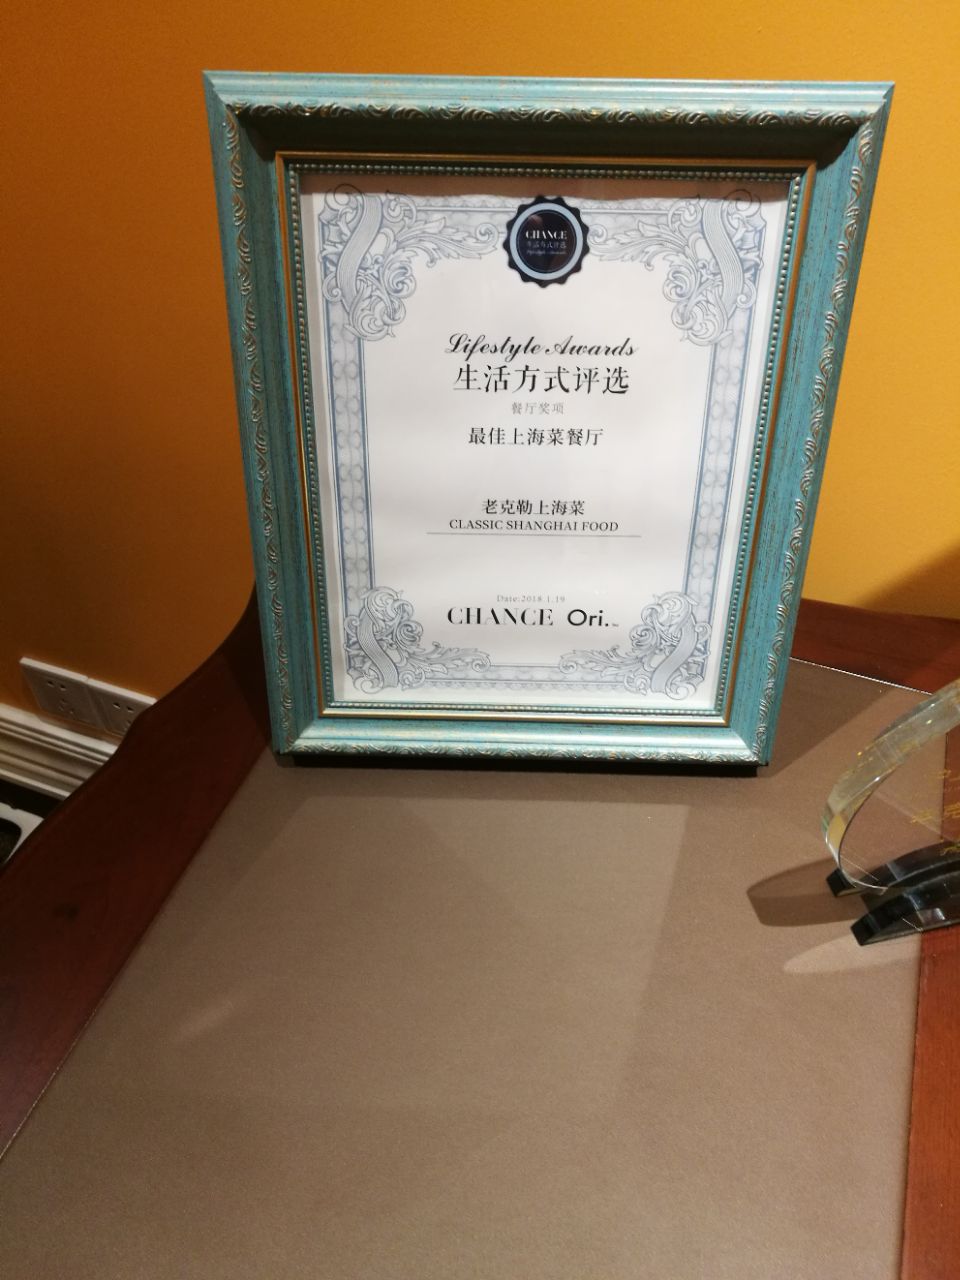 CHANCE
生活方式评选
Lifestyle Awards
Lifestyle Awards
生活方式评选
餐厅奖项
最佳上海菜餐厅
老克勒上海菜
CLASSIC SHANGHAI FOOD
Date:2018.1.19
CHANCE Ori.